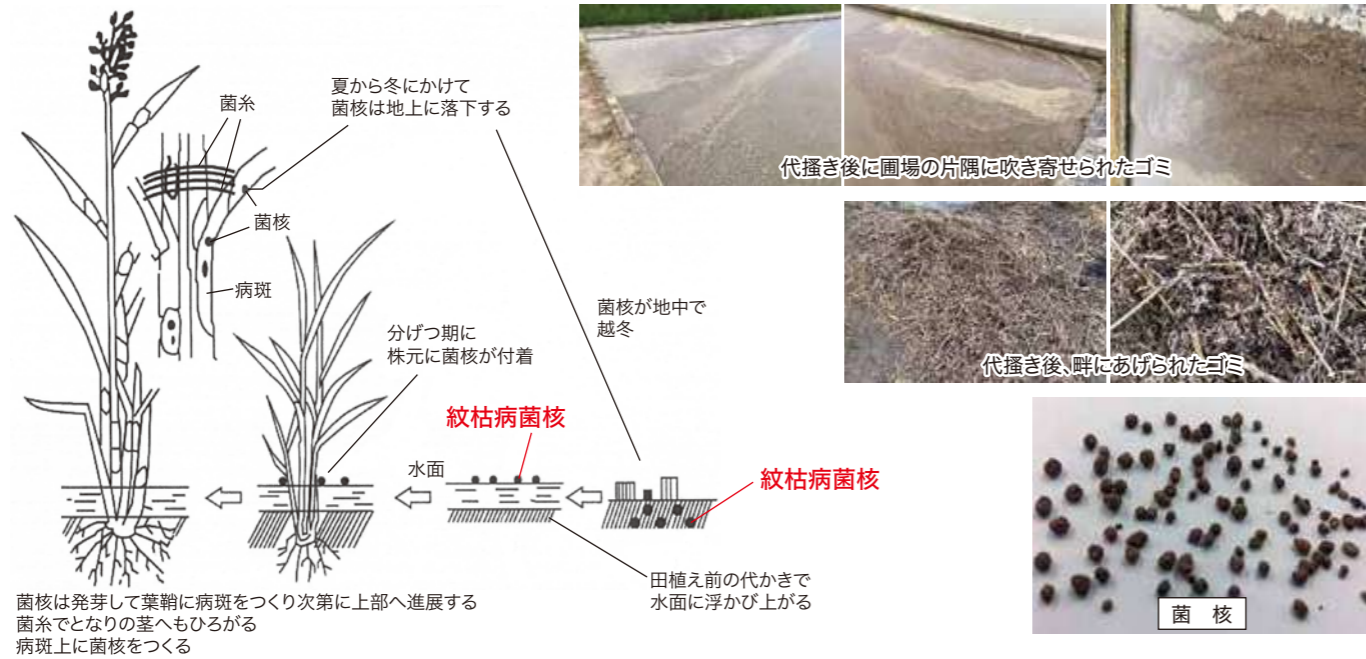 夏から冬にかけて
菌核は地上に落下する
菌糸
菌核
病斑
分げつ期に
株元に菌核が付着
菌核が地中で
越冬
紋枯病菌核
水面
紋枯病菌核
田植え前の代かきで
水面に浮かび上がる
菌核は発芽して葉鞘に病斑をつくり次第に上部へ進展する
菌糸でとなりの茎へもひろがる
病斑上に菌核をつくる
代掻き後に圃場の片隅に吹き寄せられたゴミ
代掻き後、畔にあげられたゴミ
菌 核